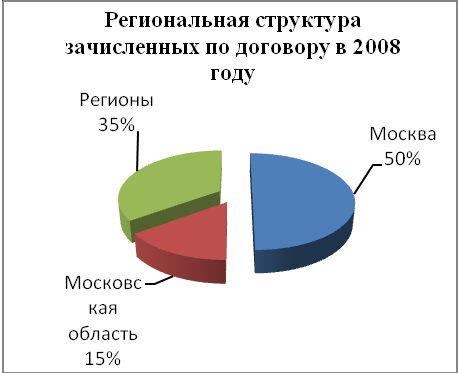 Региональная структура
зачисленных по договору в 2008
году
Регионы
35%
Москва
50%
Московс
кая
область
15%